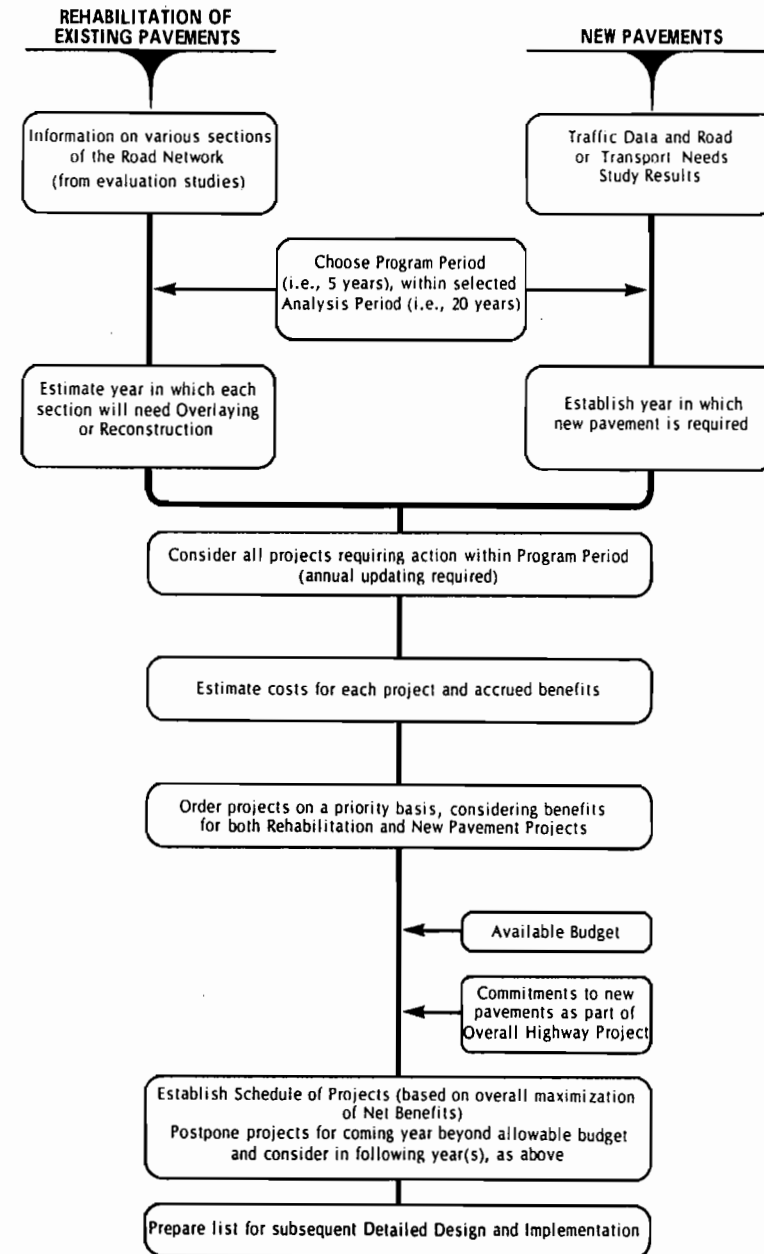 REHABILITATION OF
EXISTING PAVEMENTS
NEW PAVEMENTS
Information on various sections
of the Road Network
(from evaluation studies)
Traffic Data and Road
or Transport Needs
Study Results
Choose Program Period
(i.e., 5 years), within selected
Analysis Period (i.e., 20 years)
Estimate year in which each
section will need Overlaying
or Reconstruction
Establish year in which
new pavement is required
Consider all projects requiring action within Program Period
(annual updating required)
Estimate costs for each project and accrued benefits
Order projects on a priority basis, considering benefits
for both Rehabilitation and New Pavement Projects
Available Budget
Commitments to new
pavements as part of
Overall Highway Project
Establish Schedule of Projects (based on overall maximization
of Net Benefits)
Postpone projects for coming year beyond allowable budget
and consider in following year(s), as above
Prepare list for subsequent Detailed Design and Implementation